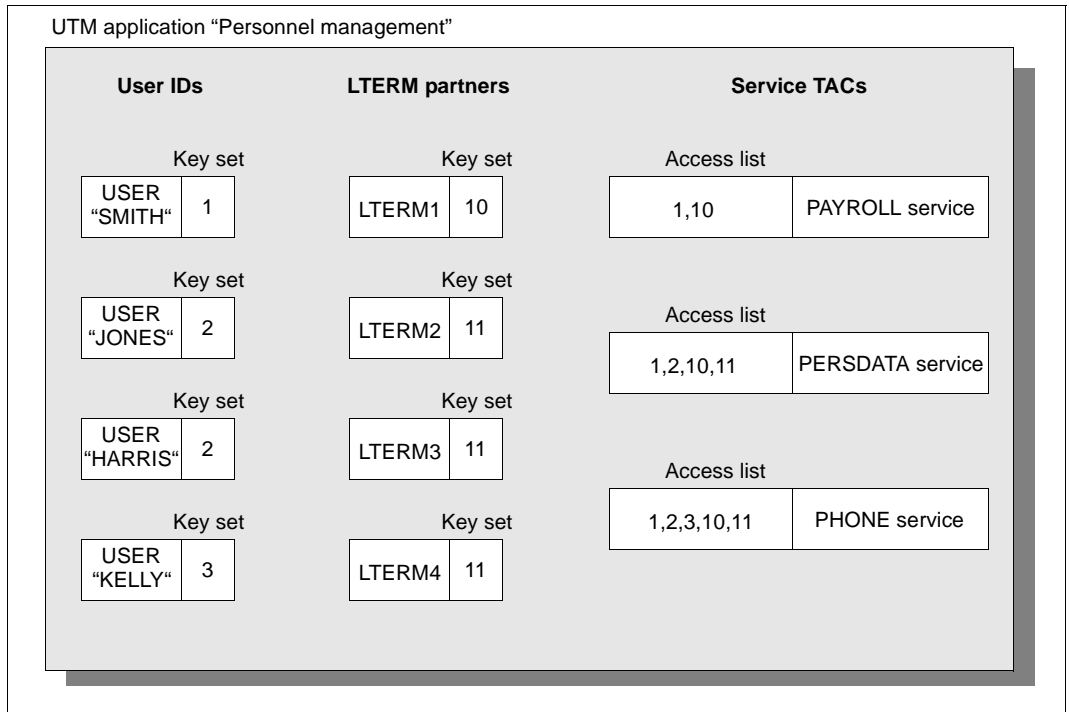 UTM application “Personnel management”
User IDs
LTERM partners
Service TACs
Key set
USER
“SMITH“
1
Key set
LTERM1
10
Access list
1,10
PAYROLL service
Key set
USER
“JONES“
2
Key set
LTERM2
11
Access list
1,2,10,11
PERSDATA service
Key set
USER
“HARRIS“
2
Key set
LTERM3
11
Access list
1,2,3,10,11
PHONE service
Key set
USER
“KELLY“
3
Key set
LTERM4
11